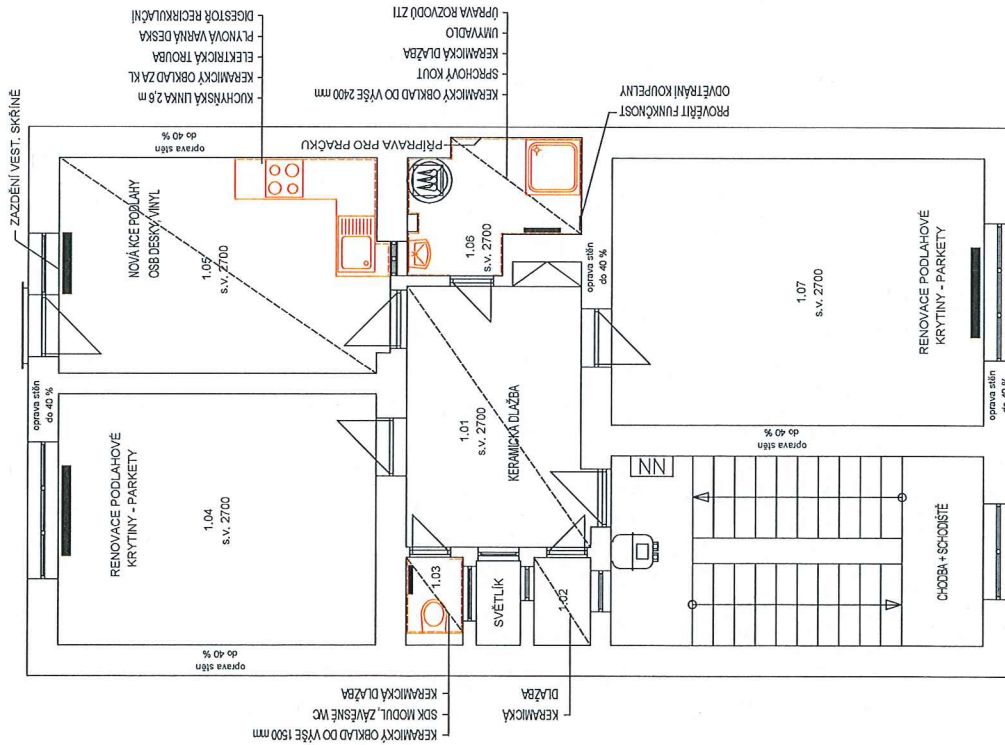 DIGESTOŘ RECIRKULAČNÍ
PLYNOVÁ VARNÁ DESKA
ELEKTRICKÁ TROUBA
KERAMICKÝ OBKLAD ZA KL
KUCHYŇSKÁ LINKA 2,6 m
ÚPRAVA ROZVODŮ ZTI
UMYVADLO
KERAMICKÁ DLAŽBA
SPRCHOVÝ KOUT
KERAMICKÝ OBKLAD DO VÝŠE 2400 mm
PROVĚŘIT FUNKČNOST
ODVĚTRÁNÍ KOUPELNY
ZAZDĚNÍ VEST. SKŘÍNĚ
oprava stěn
do 40 %
PŘÍPRAVA PRO PRAČKU
NOVÁ KCE PODLAHY
OSB DESKY, VINYL
1.05
s.v. 2700
1.06
s.v. 2700
oprava stěn
do 40 %
1.07
s.v. 2700
RENOVACE PODLAHOVÉ
KRYTINY - PARKETY
oprava stěn
do 40 %
RENOVACE PODLAHOVÉ
KRYTINY - PARKETY
1.04
s.v. 2700
1.01
s.v. 2700
KERAMICKÁ DLAŽBA
oprava stěn
do 40 %
oprava stěn
do 40 %
NN
1.03
SVĚTLÍK
1.02
CHODBA + SCHODIŠTĚ
oprava stěn
do 40 %
KERAMICKÁ DLAŽBA
SDK MODUL, ZÁVĚSNÉ WC
KERAMICKÝ OBKLAD DO VÝŠE 1500 mm
KERAMICKÁ
DLAŽBA